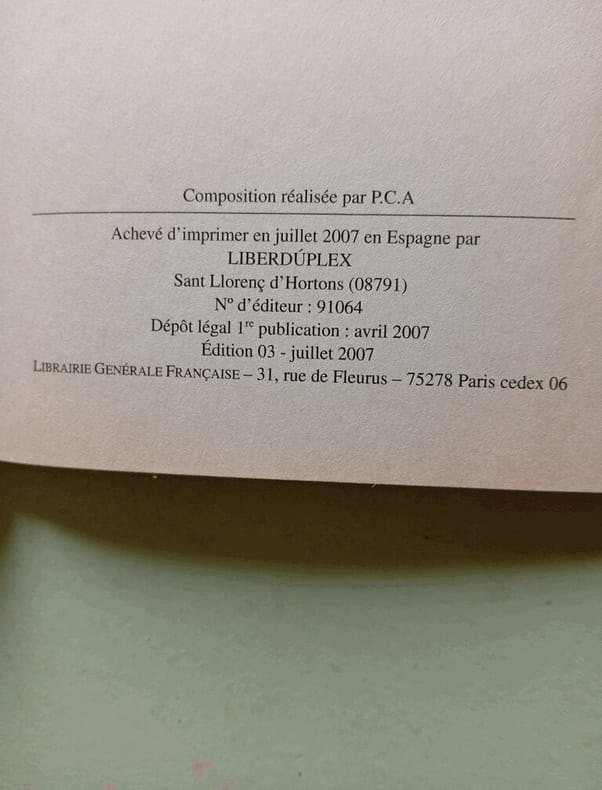 Composition réalisée par P.C.A
Achevé d'imprimer en juillet 2007 en Espagne par
LIBERDÚPLEX
Sant Llorenç d'Hortons (08791)
Nº d'éditeur : 91064
Dépôt légal 1re publication : avril 2007
Édition 03 - juillet 2007
LIBRAIRIE GENÉRALE FRANÇAISE – 31, rue de Fleurus – 75278 Paris cedex 06